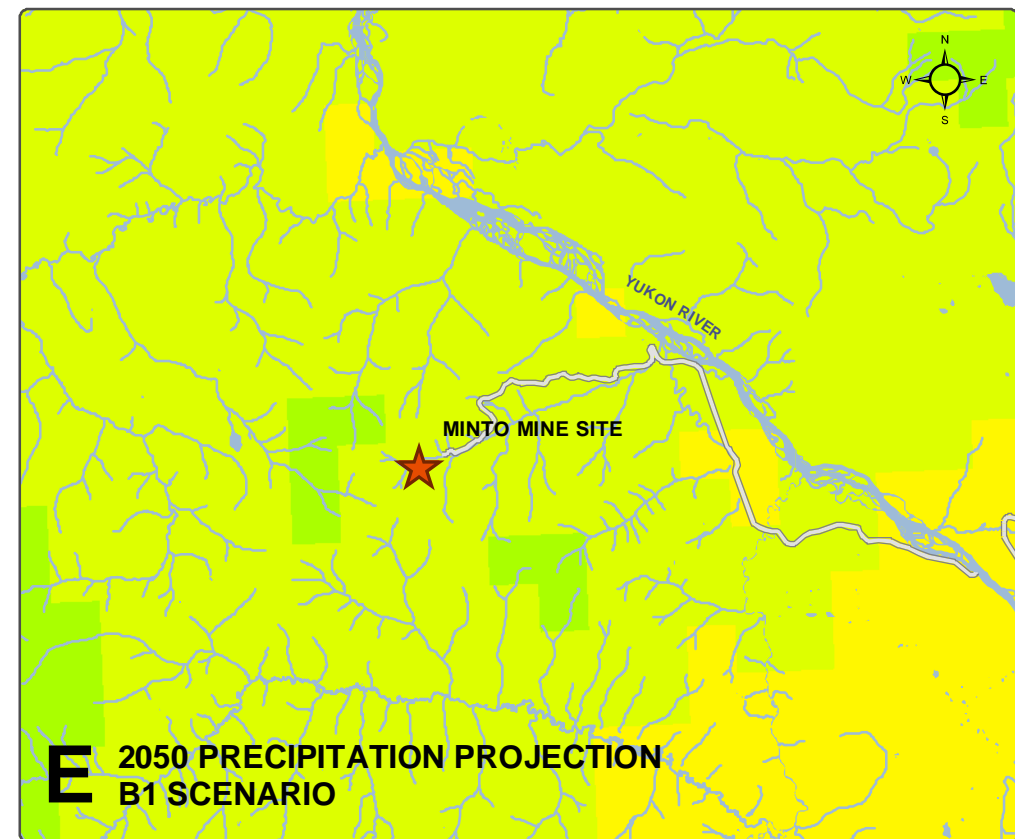 N
W E
S
YUKON RIVER
MINTO MINE SITE
E 2050 PRECIPITATION PROJECTION
B1 SCENARIO